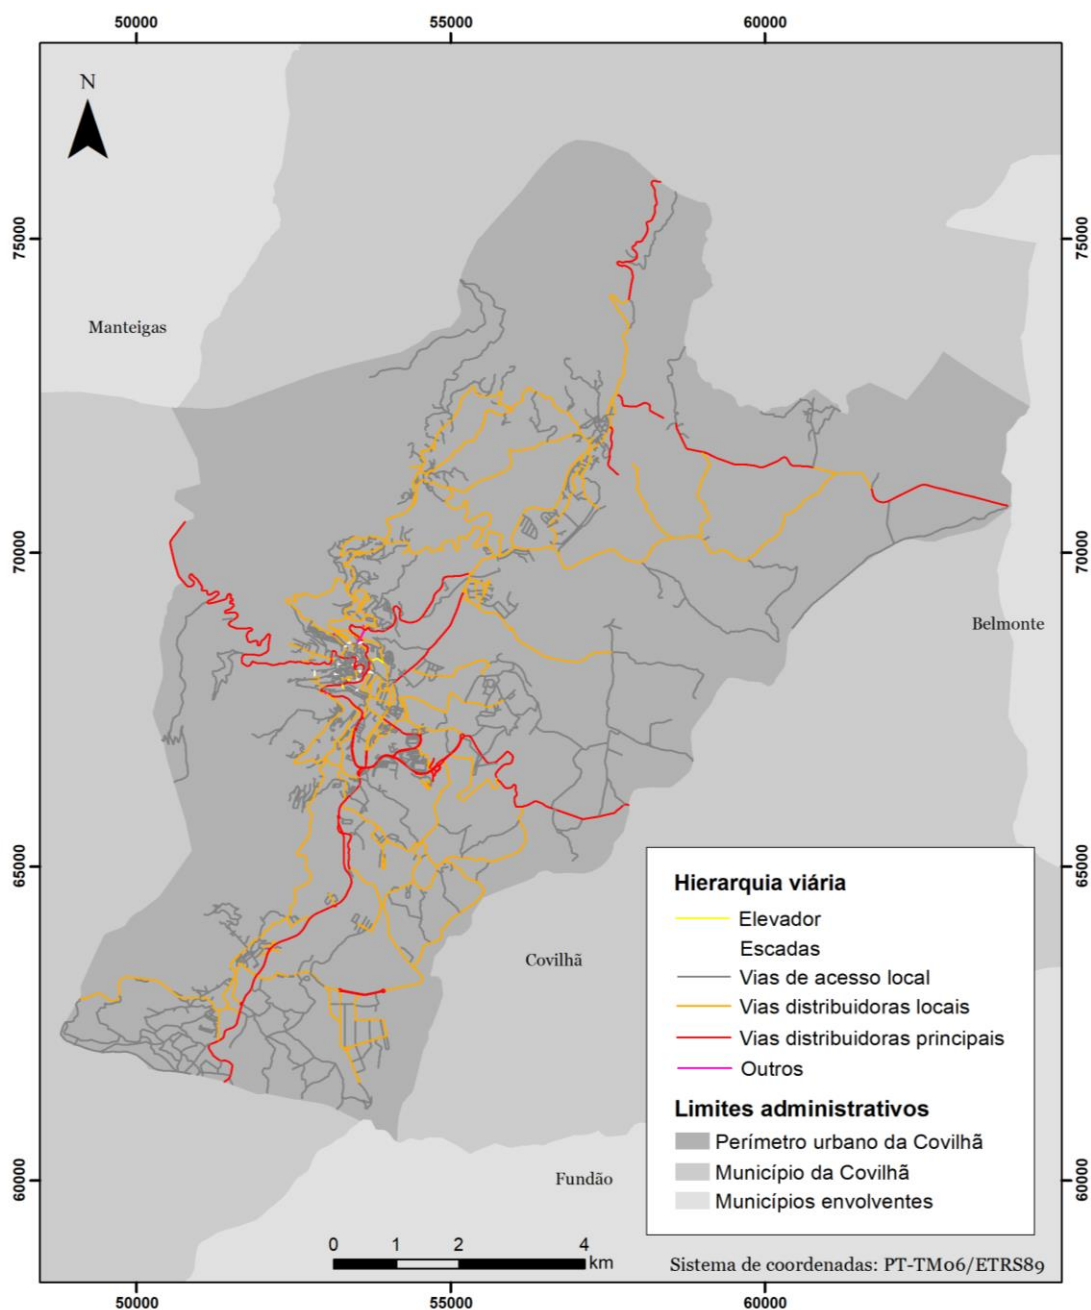 50000 55000 60000
N
75000 75000
Manteigas
70000 70000
Belmonte
65000 65000
Hierarquia viária
Elevador
Escadas
Covilhã
Vias de acesso local
Vias distribuidoras locais
Vias distribuidoras principais
Outros
Limites administrativos
Perímetro urbano da Covilhã
Fundão
60000 60000
Município da Covilhã
Municípios envolventes
0 1 2 4
km
Sistema de coordenadas: PT-TM06/ETRS89
50000 55000 60000